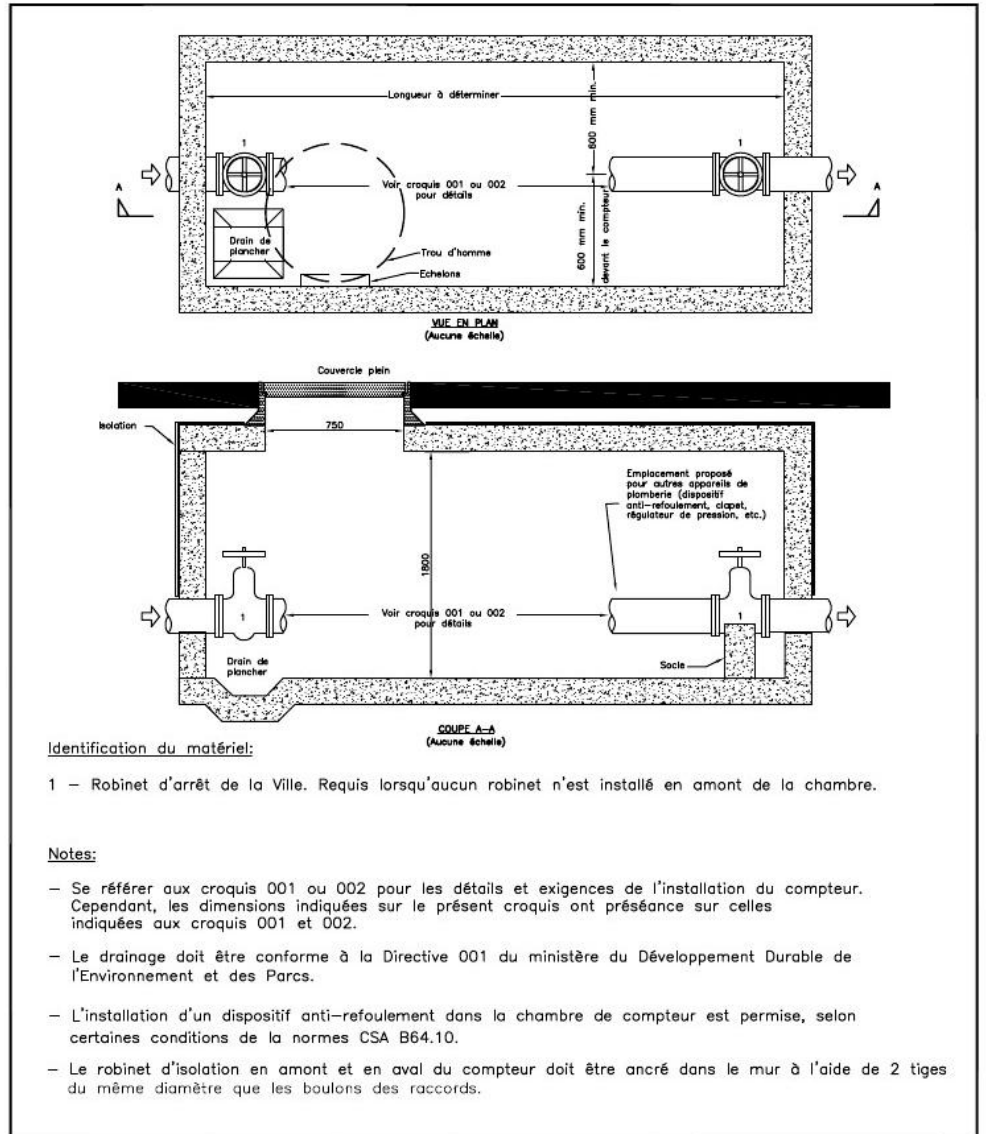 Longueur à déterminer
600 mm min.
1
1
A
A
Voir croquis 001 ou 002
pour détails
600 mm min.
devant le compteur
Drain de
plancher
Trou d'homme
Echelons
VUE EN PLAN
(Aucune échelle)
Couvercle plein
Isolation
750
Emplacement proposé
pour autres appareils de
plomberie (dispositif
anti-refoulement, clapet,
régulateur de pression, etc.)
1800
1
1
Voir croquis 001 ou 002
pour détails
Drain de
plancher
Socle
COUPE A-A
(Aucune échelle)
Identification du matériel:
1 - Robinet d'arrêt de la Ville. Requis lorsqu'aucun robinet n'est installé en amont de la chambre.
Notes:
- Se référer aux croquis 001 ou 002 pour les détails et exigences de l'installation du compteur.
Cependant, les dimensions indiquées sur le présent croquis ont préséance sur celles
indiquées aux croquis 001 et 002.
- Le drainage doit être conforme à la Directive 001 du ministère du Développement Durable de
l'Environnement et des Parcs.
- L'installation d'un dispositif anti-refoulement dans la chambre de compteur est permise, selon
certaines conditions de la normes CSA B64.10.
- Le robinet d'isolation en amont et en aval du compteur doit être ancré dans le mur à l'aide de 2 tiges
du même diamètre que les boulons des raccords.